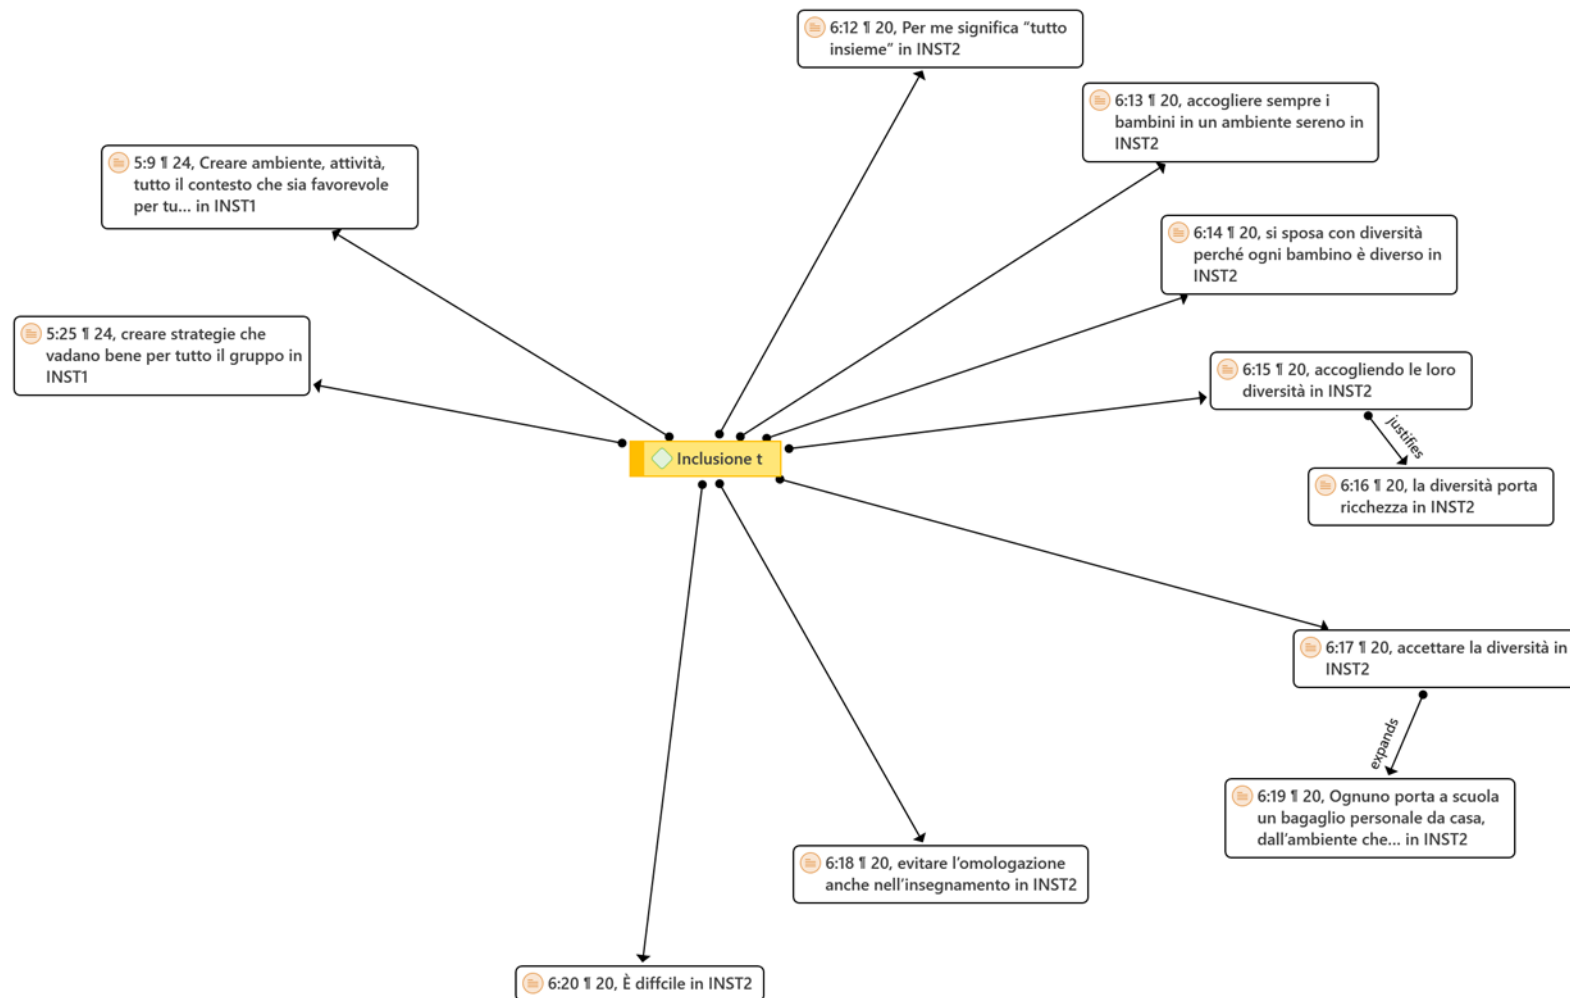 6:12 ¶ 20, Per me significa “tutto
insieme” in INST2
6:13 ¶ 20, accogliere sempre i
bambini in un ambiente sereno in
INST2
5:9 ¶ 24, Creare ambiente, attività,
tutto il contesto che sia favorevole
per tu... in INST1
6:14 ¶ 20, si sposa con diversità
perché ogni bambino è diverso in
INST2
5:25 ¶ 24, creare strategie che
vadano bene per tutto il gruppo in
INST1
6:15 ¶ 20, accogliendo le loro
diversità in INST2
justifies
Inclusione t
6:16 ¶ 20, la diversità porta
ricchezza in INST2
6:17 ¶ 20, accettare la diversità in
INST2
expands
6:19 ¶ 20, Ognuno porta a scuola
un bagaglio personale da casa,
dall’ambiente che... in INST2
6:18 ¶ 20, evitare l’omologazione
anche nell’insegnamento in INST2
6:20 ¶ 20, È diffcile in INST2